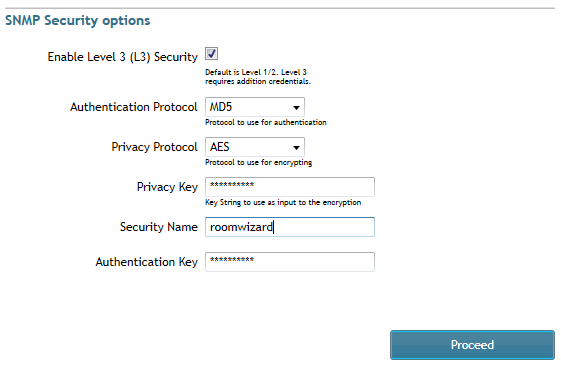 SNMP Security options
Enable Level 3 (L3) Security
Default is Level 1/2. Level 3
requires addition credentials.
Authentication Protocol MD5
Protocol to use for authentication
Privacy Protocol AES
Protocol to use for encrypting
Privacy Key **********
Key String to use as input to the encryption
Security Name roomwizard
Authentication Key **********
Proceed